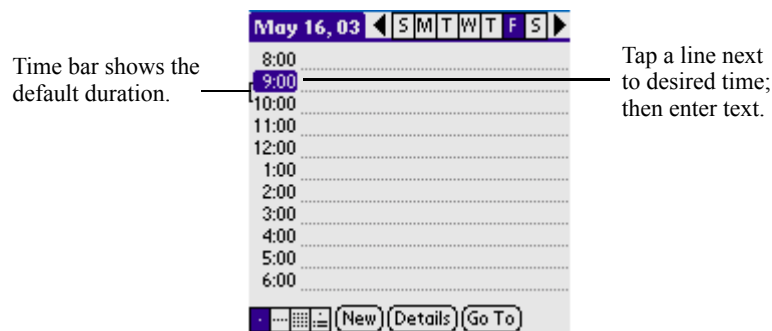 May 16, 03 S M T W T F S
Time bar shows the
default duration.
8:00
9:00
10:00
11:00
12:00
1:00
2:00
3:00
4:00
5:00
6:00
Tap a line next
to desired time;
then enter text.
New Details Go To